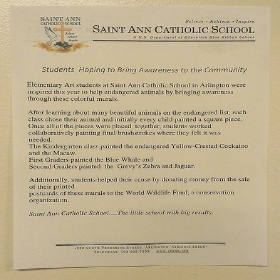 SAINT ANN
CATHOLIC SCHOOL
Believe · Achieve · Inspire
SAINT ANN CATHOLIC SCHOOL
A U.S. Department of Education Blue Ribbon School
Students Hoping to Bring Awareness to the Community
Elementary Art students at Saint Ann Catholic School in Arlington were
inspired this year to help endangered animals by bringing awareness
through these colorful murals.
After learning about many beautiful animals on the endangered list, each
class chose their animal and initially every child painted a square piece.
Once all of the pieces were placed together, students worked
collaboratively painting final brushstrokes where they felt it was
needed.
The Kindergarten class painted the endangered Yellow-Crested Cockatoo
and the Macaw.
First Graders painted the Blue Whale and
Second Graders painted the Grevy's Zebra and Jaguar.
Additionally, students helped their cause by donating money from the sale
of their printed
postcards of these murals to the World Wildlife Fund, a conservation
organization.
Saint Ann Catholic School.....The little school with big results.